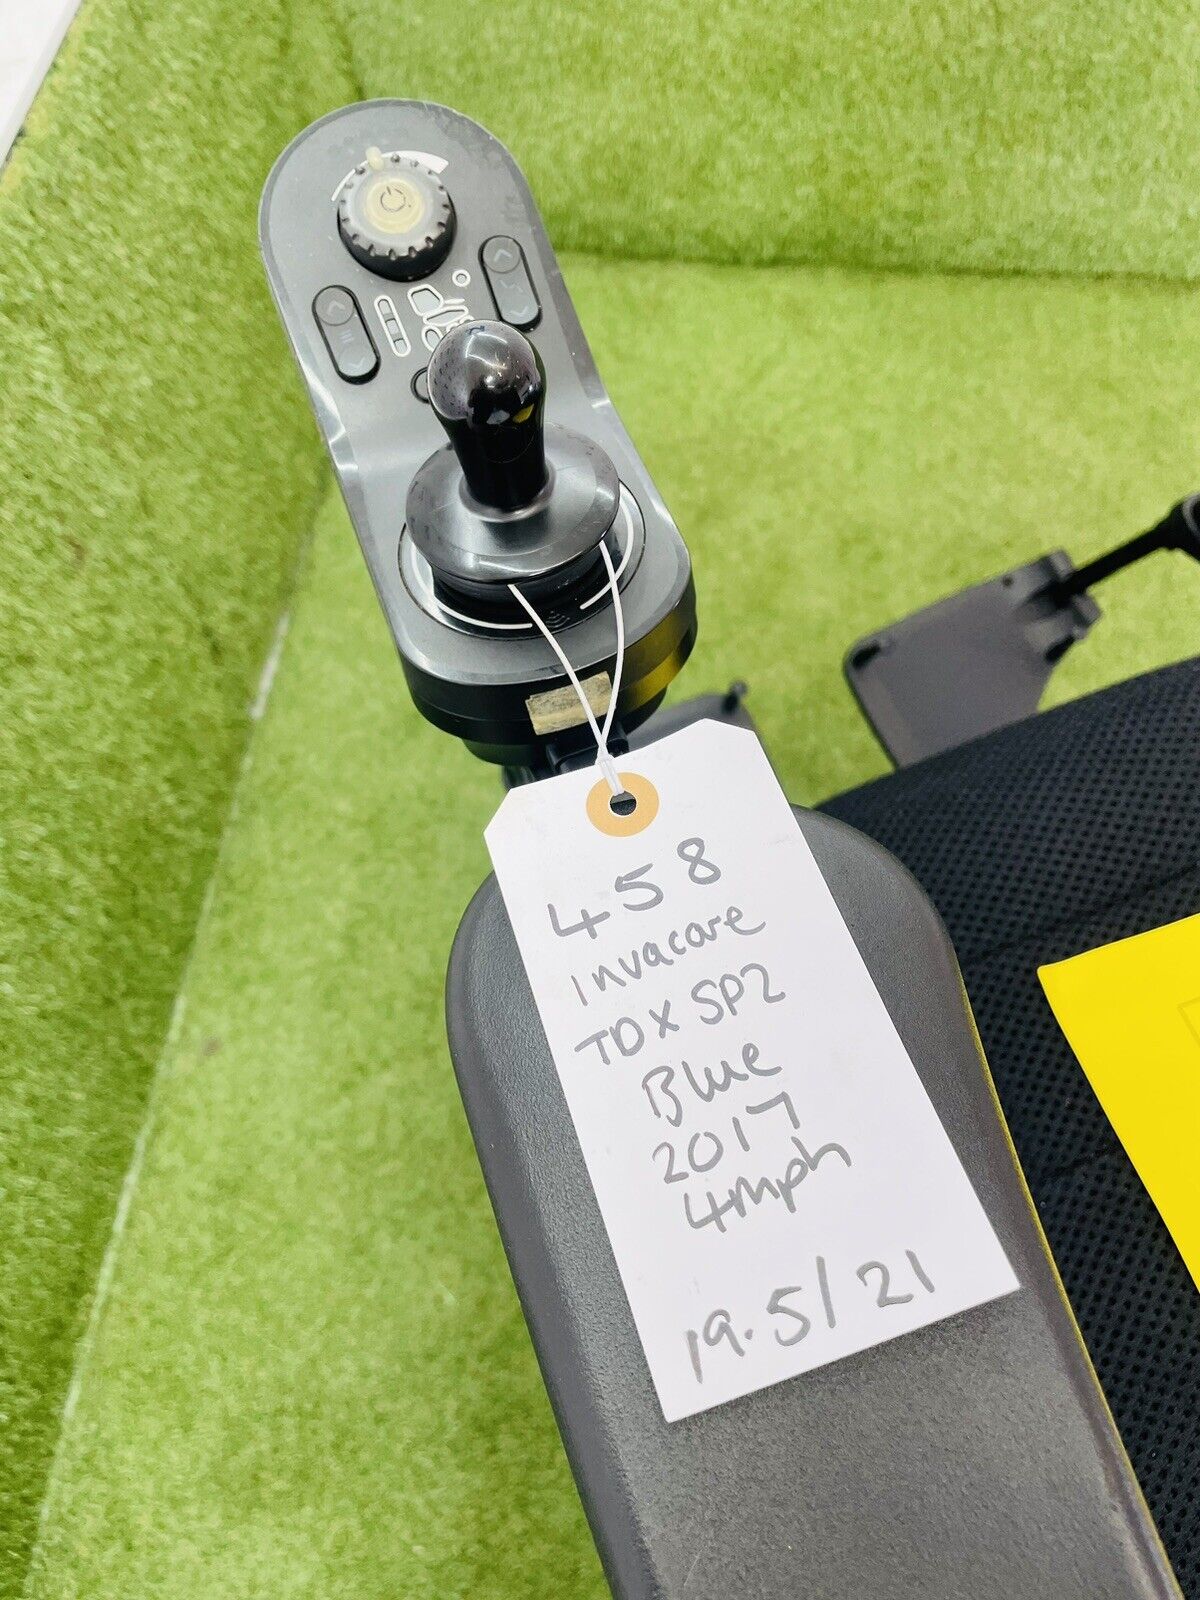 458
Invacare
TDX SP2
Blue
2017
4mph
19.5/21